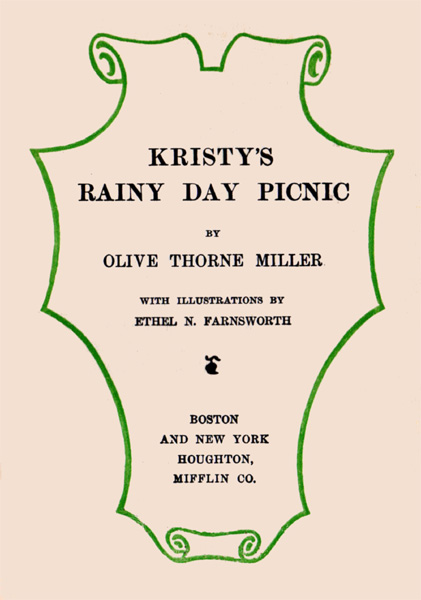 KRISTY'S
RAINY DAY PICNIC
BY
OLIVE THORNE MILLER
WITH ILLUSTRATIONS BY
ETHEL N. FARNSWORTH
BOSTON
AND NEW YORK
HOUGHTON,
MIFFLIN CO.